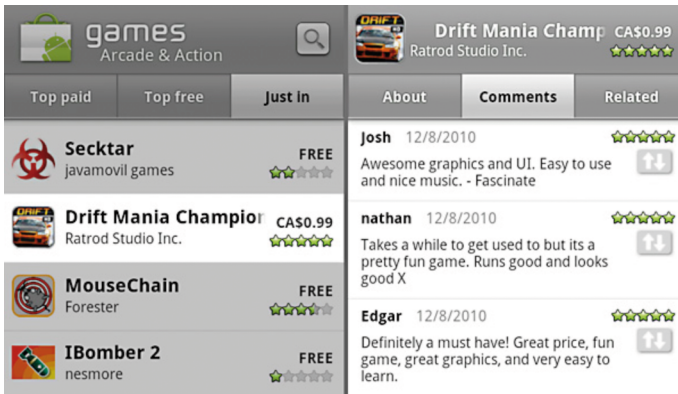 games
Arcade & Action
Top paid
Top free
Just in
Secktar
javamovil games
FREE
Drift Mania Champior
Ratrod Studio Inc.
CA$0.99
MouseChain
Forester
FREE
IBomber 2
nesmore
FREE
DRIFT
Drift Mania Champ
CA$0.99
Ratrod Studio Inc.
About
Comments
Related
Josh 12/8/2010
Awesome graphics and UI. Easy to use
and nice music. - Fascinate
nathan 12/8/2010
Takes a while to get used to but its a
pretty fun game. Runs good and looks
good X
Edgar 12/8/2010
Definitely a must have! Great price, fun
game, great graphics, and very easy to
learn.